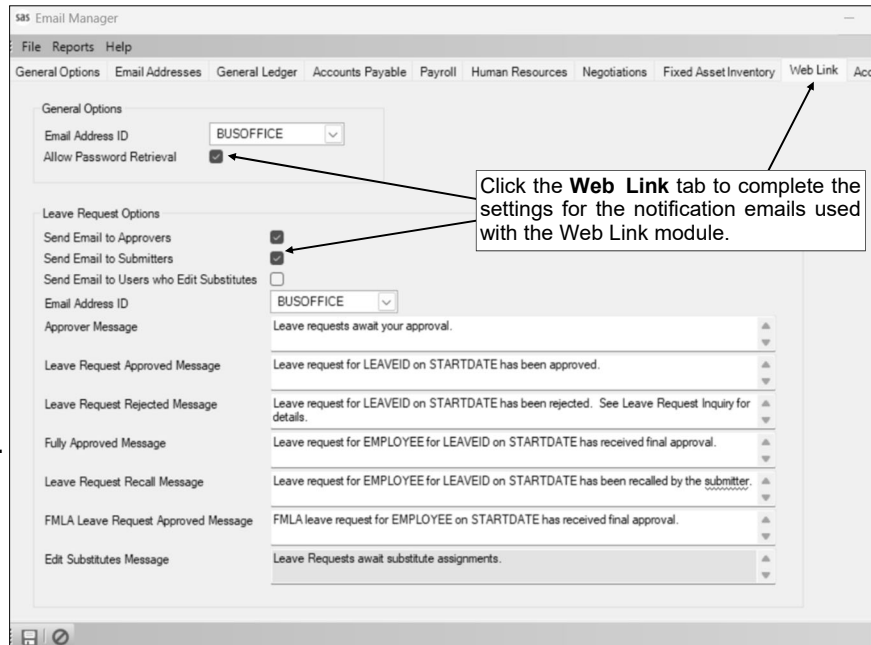 sas Email Manager
File Reports Help
General Options Email Addresses General Ledger Accounts Payable Payroll Human Resources Negotiations Fixed Asset Inventory Web Link Acc
General Options
Email Address ID BUSOFFICE
Allow Password Retrieval
Click the Web Link tab to complete the
settings for the notification emails used
with the Web Link module.
Leave Request Options
Send Email to Approvers
Send Email to Submitters
Send Email to Users who Edit Substitutes
Email Address ID BUSOFFICE
Approver Message Leave requests await your approval.
Leave Request Approved Message Leave request for LEAVEID on STARTDATE has been approved.
Leave Request Rejected Message Leave request for LEAVEID on STARTDATE has been rejected. See Leave Request Inquiry for
details.
Fully Approved Message Leave request for EMPLOYEE for LEAVEID on STARTDATE has received final approval.
Leave Request Recall Message Leave request for EMPLOYEE for LEAVEID on STARTDATE has been recalled by the submitter.
FMLA Leave Request Approved Message FMLA leave request for EMPLOYEE on STARTDATE has received final approval.
Edit Substitutes Message Leave Requests await substitute assignments.